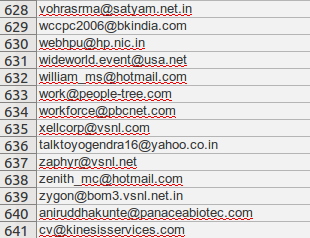 628 vohrasrma@satyam.net.in
629 wccpc2006@bkindia.com
630 webhpu@hp.nic.in
631 wideworld.event@usa.net
632 william_ms@hotmail.com
633 work@people-tree.com
634 workforce@pbcnet.com
635 xellcorp@vsnl.com
636 talktoyogendra16@yahoo.co.in
637 zaphyr@vsnl.net
638 zenith_mc@hotmail.com
639 zygon@bom3.vsnl.net.in
640 aniruddhakunte@panaceabiotec.com
641 cv@kinesisservices.com